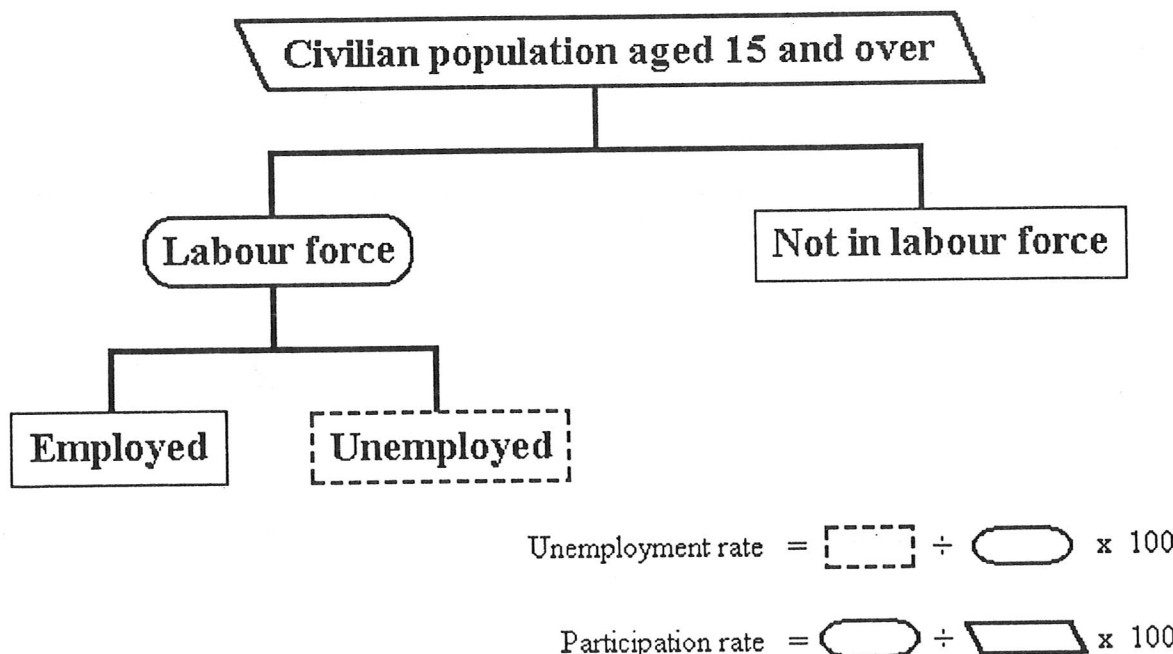 Civilian population aged 15 and over
Labour force
Not in labour force
Employed
Unemployed
Unemployment rate = ÷ x 100
Participation rate = ÷ x 100